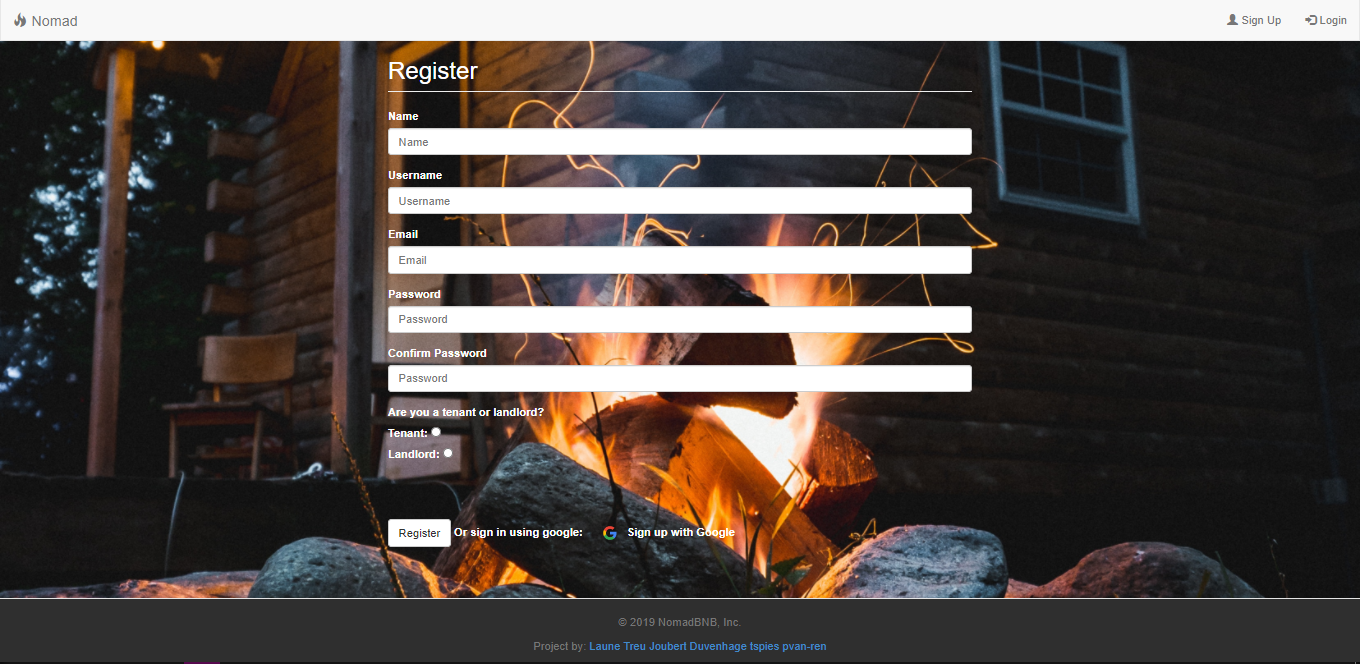 Nomad
Sign Up
Login
Register
Name
Name
Username
Username
Email
Email
Password
Password
Confirm Password
Password
Are you a tenant or landlord?
Tenant:
Landlord:
Register Or sign in using google: Sign up with Google
© 2019 NomadBNB, Inc.
Project by: Laune Treu Joubert Duvenhage tspies pvan-ren